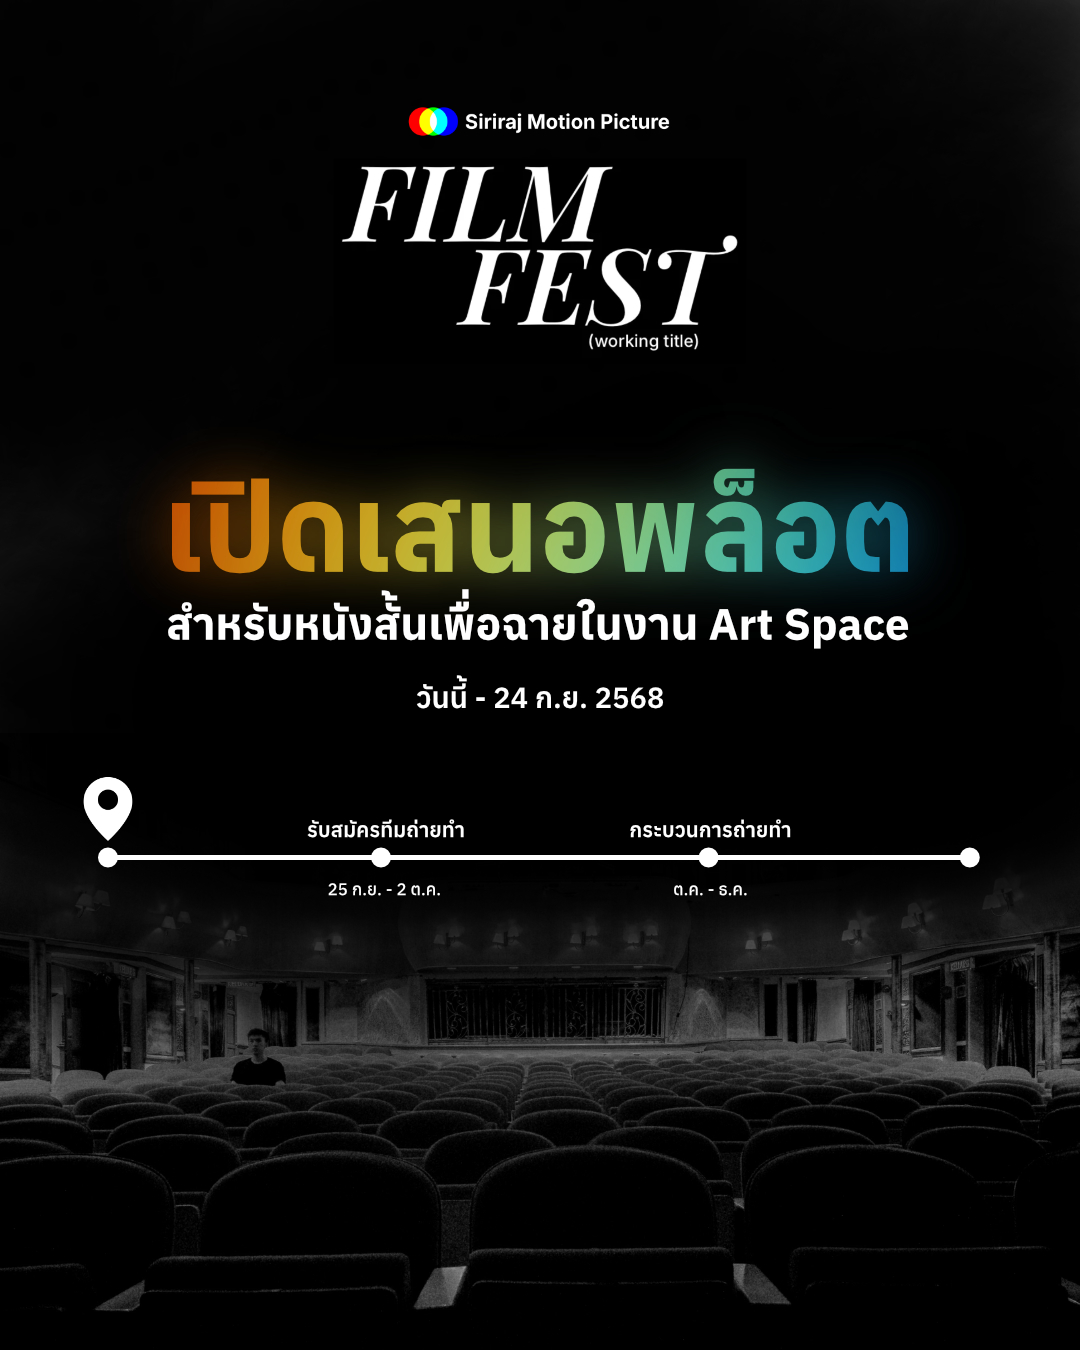 Siriraj Motion Picture
FILM
FEST
(working title)
เปิดเสนอพล็อต
สำหรับหนังสั้นเพื่อฉายในงาน Art Space
วันนี้ - 24 ก.ย. 2568
รับสมัครทีมถ่ายทำ
25 ก.ย. - 2 ต.ค.
กระบวนการถ่ายทำ
ต.ค. - ธ.ค.